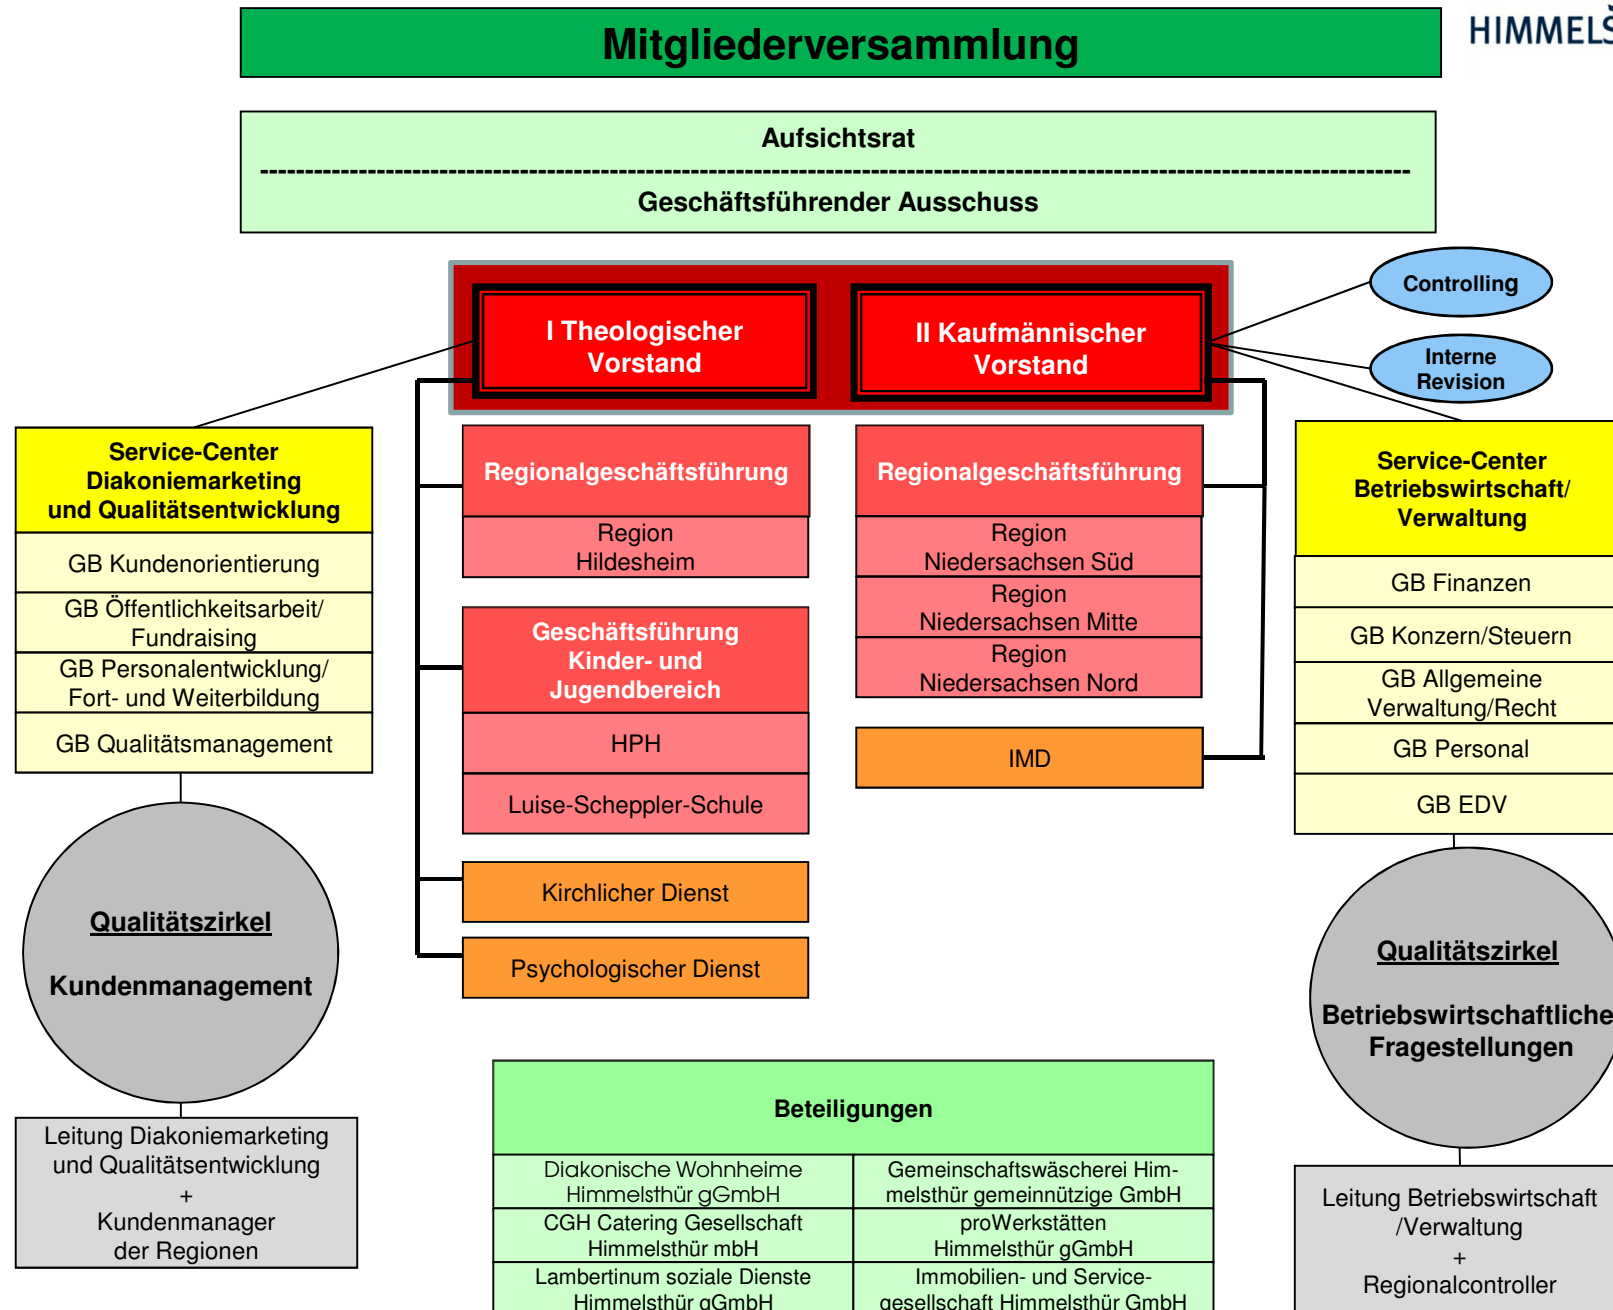 Mitgliederversammlung
HIMMELS
Aufsichtsrat
Geschäftsführender Ausschuss
Controlling
Interne
Revision
I Theologischer
Vorstand
II Kaufmännischer
Vorstand
Service-Center
Diakoniemarketing
und Qualitätsentwicklung
GB Kundenorientierung
GB Öffentlichkeitsarbeit/
Fundraising
GB Personalentwicklung/
Fort- und Weiterbildung
GB Qualitätsmanagement
Qualitätszirkel
Kundenmanagement
Leitung Diakoniemarketing
und Qualitätsentwicklung
+
Kundenmanager
der Regionen
Regionalgeschäftsführung
Region
Hildesheim
Geschäftsführung
Kinder- und
Jugendbereich
HPH
Luise-Scheppler-Schule
Kirchlicher Dienst
Psychologischer Dienst
Regionalgeschäftsführung
Region
Niedersachsen Süd
Region
Niedersachsen Mitte
Region
Niedersachsen Nord
IMD
Service-Center
Betriebswirtschaft/
Verwaltung
GB Finanzen
GB Konzern/Steuern
GB Allgemeine
Verwaltung/Recht
GB Personal
GB EDV
Qualitätszirkel
Betriebswirtschaftliche
Fragestellungen
Leitung Betriebswirtschaft
/Verwaltung
+
Regionalcontroller
Beteiligungen
Diakonische Wohnheime
Himmelsthür gGmbH
Gemeinschaftswäscherei Him-
melsthür gemeinnützige GmbH
CGH Catering Gesellschaft
Himmelsthür mbH
proWerkstätten
Himmelsthür gGmbH
Lambertinum soziale Dienste
Himmelsthür gGmbH
Immobilien- und Service-
gesellschaft Himmelsthür GmbH